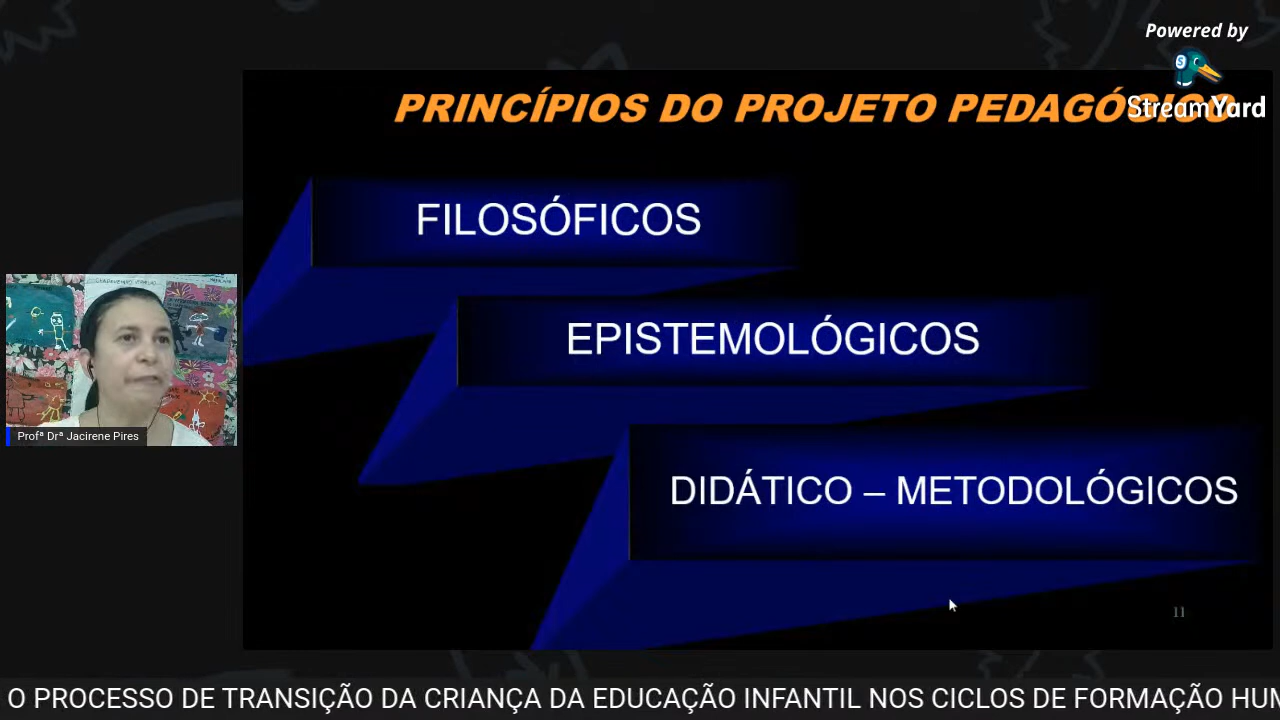 Powered by
StreamYard
PRINCÍPIOS DO PROJETO PEDAGÓGICO
FILOSÓFICOS
EPISTEMOLÓGICOS
DIDÁTICO – METODOLÓGICOS
Profª Drª Jacirene Pires
11
O PROCESSO DE TRANSIÇÃO DA CRIANÇA DA EDUCAÇÃO INFANTIL NOS CICLOS DE FORMAÇÃO HUM